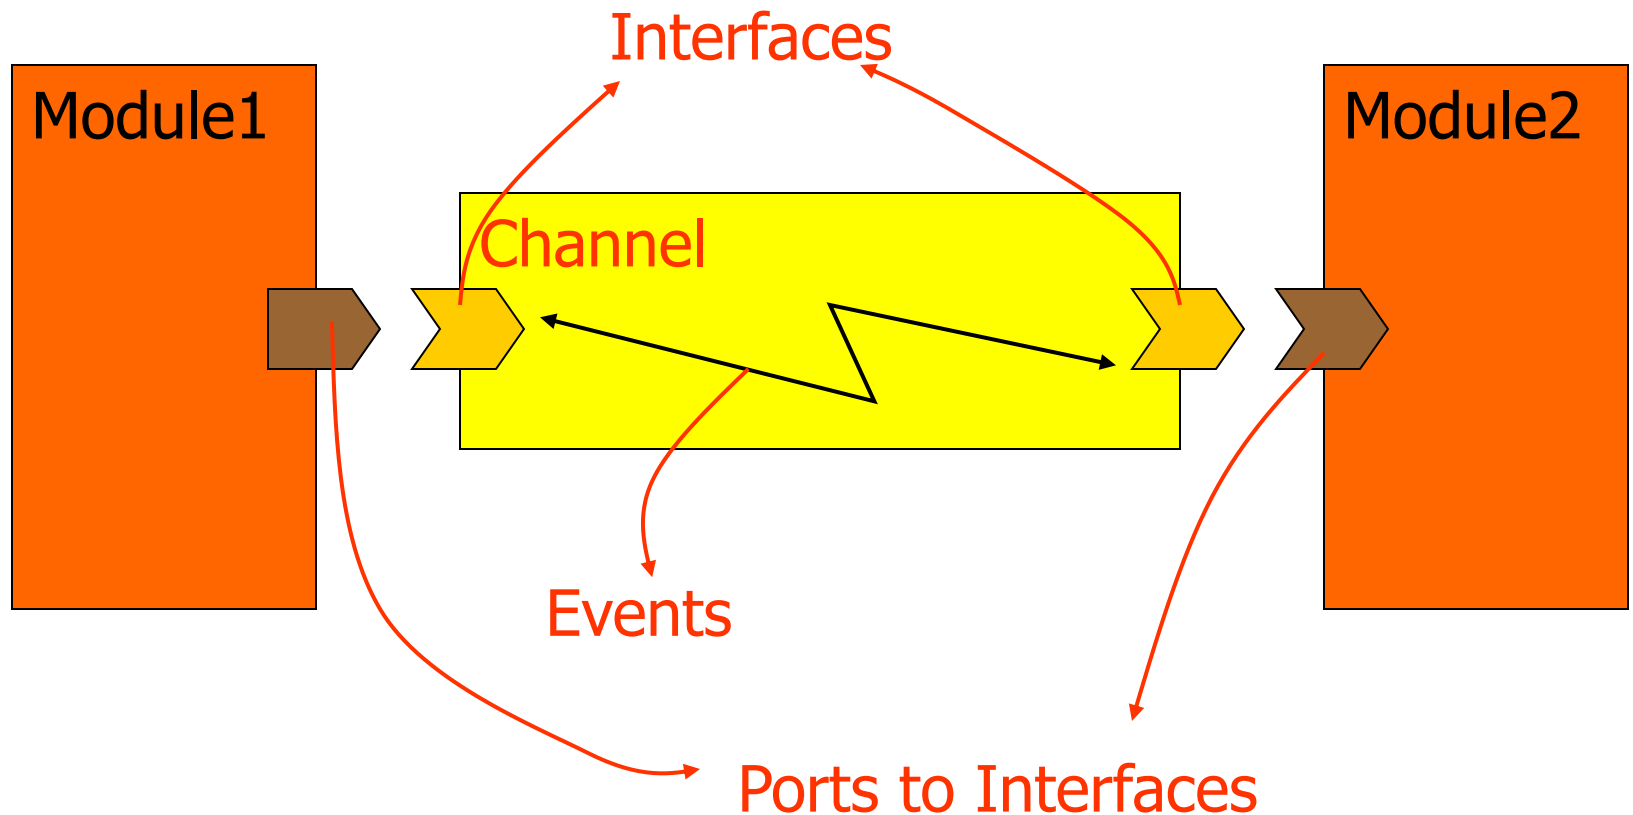 Interfaces
Module1
Module2
Channel
Events
Ports to Interfaces